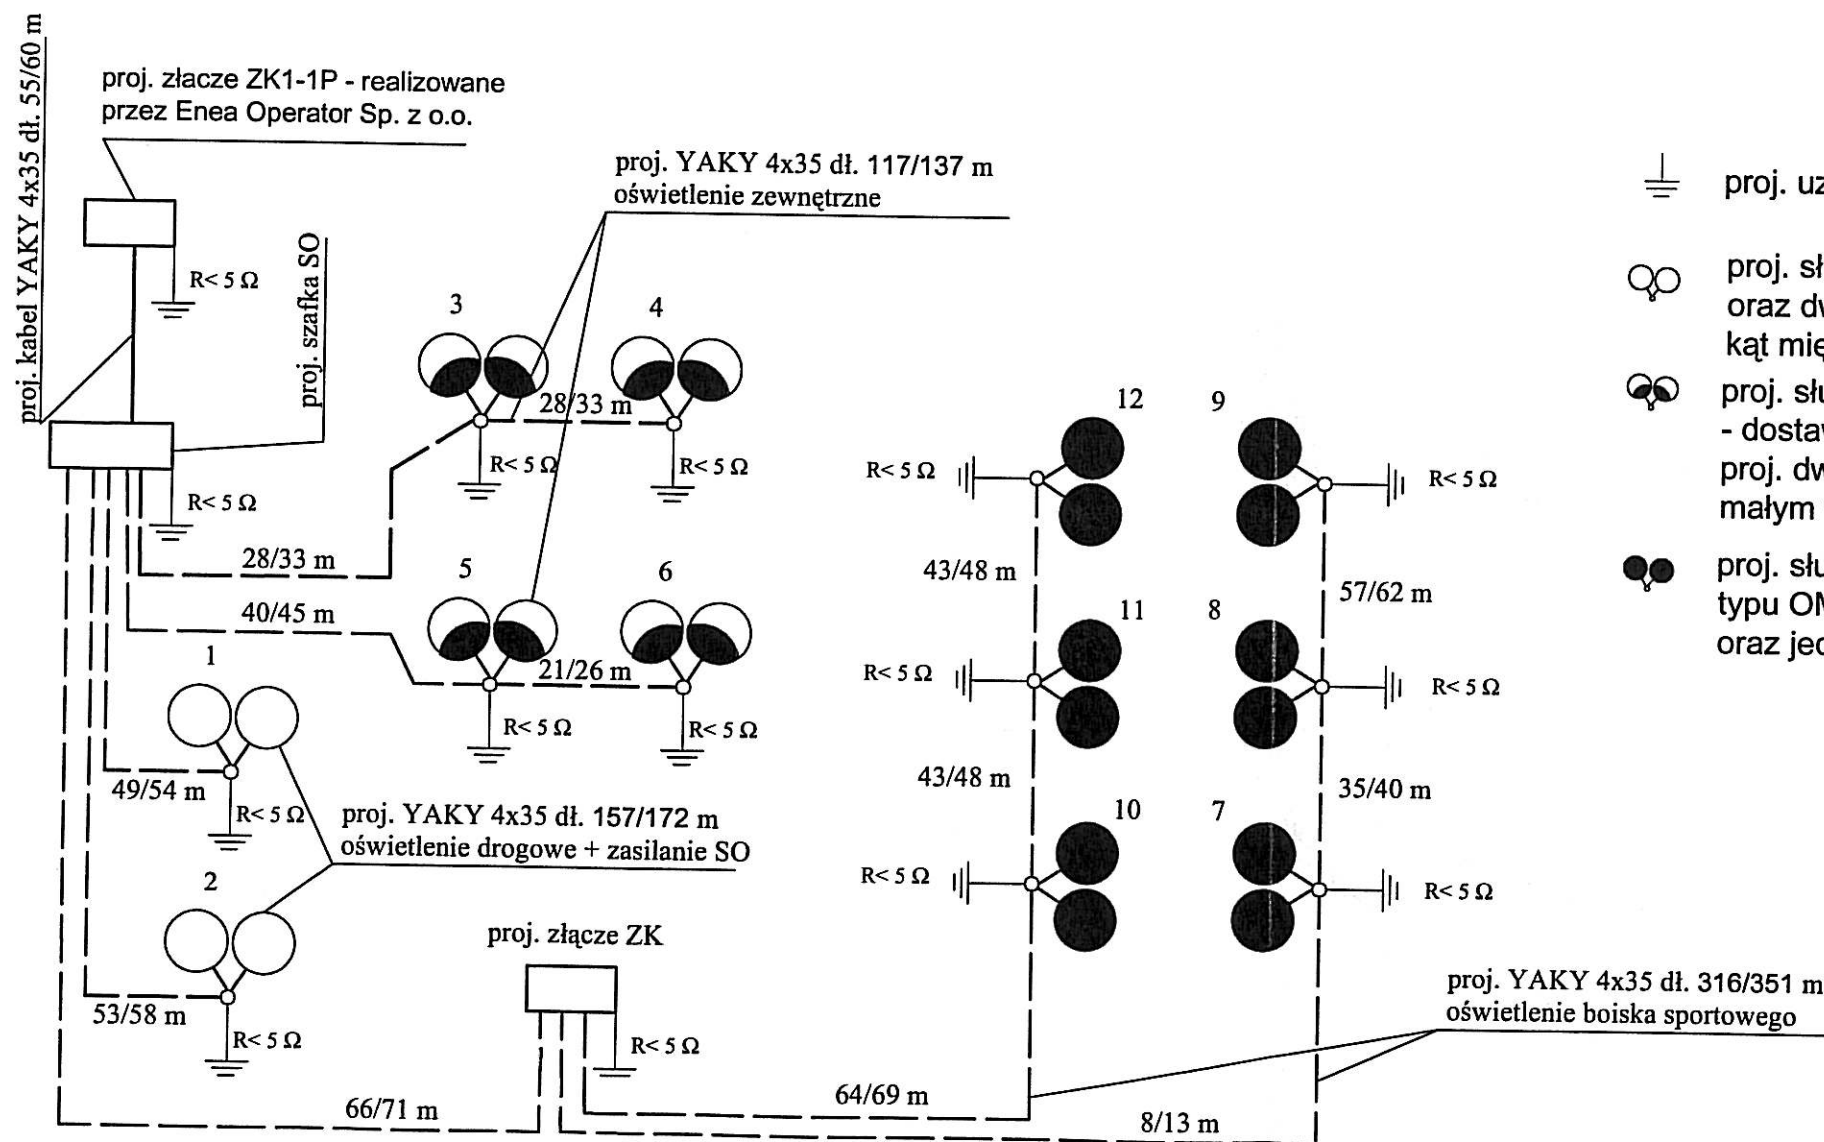 proj. kabel YAKY 4x35 dł. 55/60 m
proj. złacze ZK1-1P - realizowane
przez Enea Operator Sp. z o.o.
R< 5 Ω
proj. szafka SO
R< 5 Ω
proj. YAKY 4x35 dł. 117/137 m
oświetlenie zewnętrzne
3
4
28/33 m
R< 5 Ω
R< 5 Ω
28/33 m
40/45 m
5
6
21/26 m
R< 5 Ω
R< 5 Ω
1
49/54 m
R< 5 Ω
proj. YAKY 4x35 dł. 157/172 m
oświetlenie drogowe + zasilanie SO
2
53/58 m
R< 5 Ω
proj. złącze ZK
R< 5 Ω
66/71 m
64/69 m
8/13 m
12
9
R< 5 Ω
R< 5 Ω
43/48 m
57/62 m
11
8
R< 5 Ω
R< 5 Ω
43/48 m
35/40 m
10
7
R< 5 Ω
R< 5 Ω
proj. YAKY 4x35 dł. 316/351 m
oświetlenie boiska sportowego
proj. uz
proj. sł
oraz dw
kąt mię
proj. słu
- dostaw
proj. dw
małym
proj. słu
typu OM
oraz jed